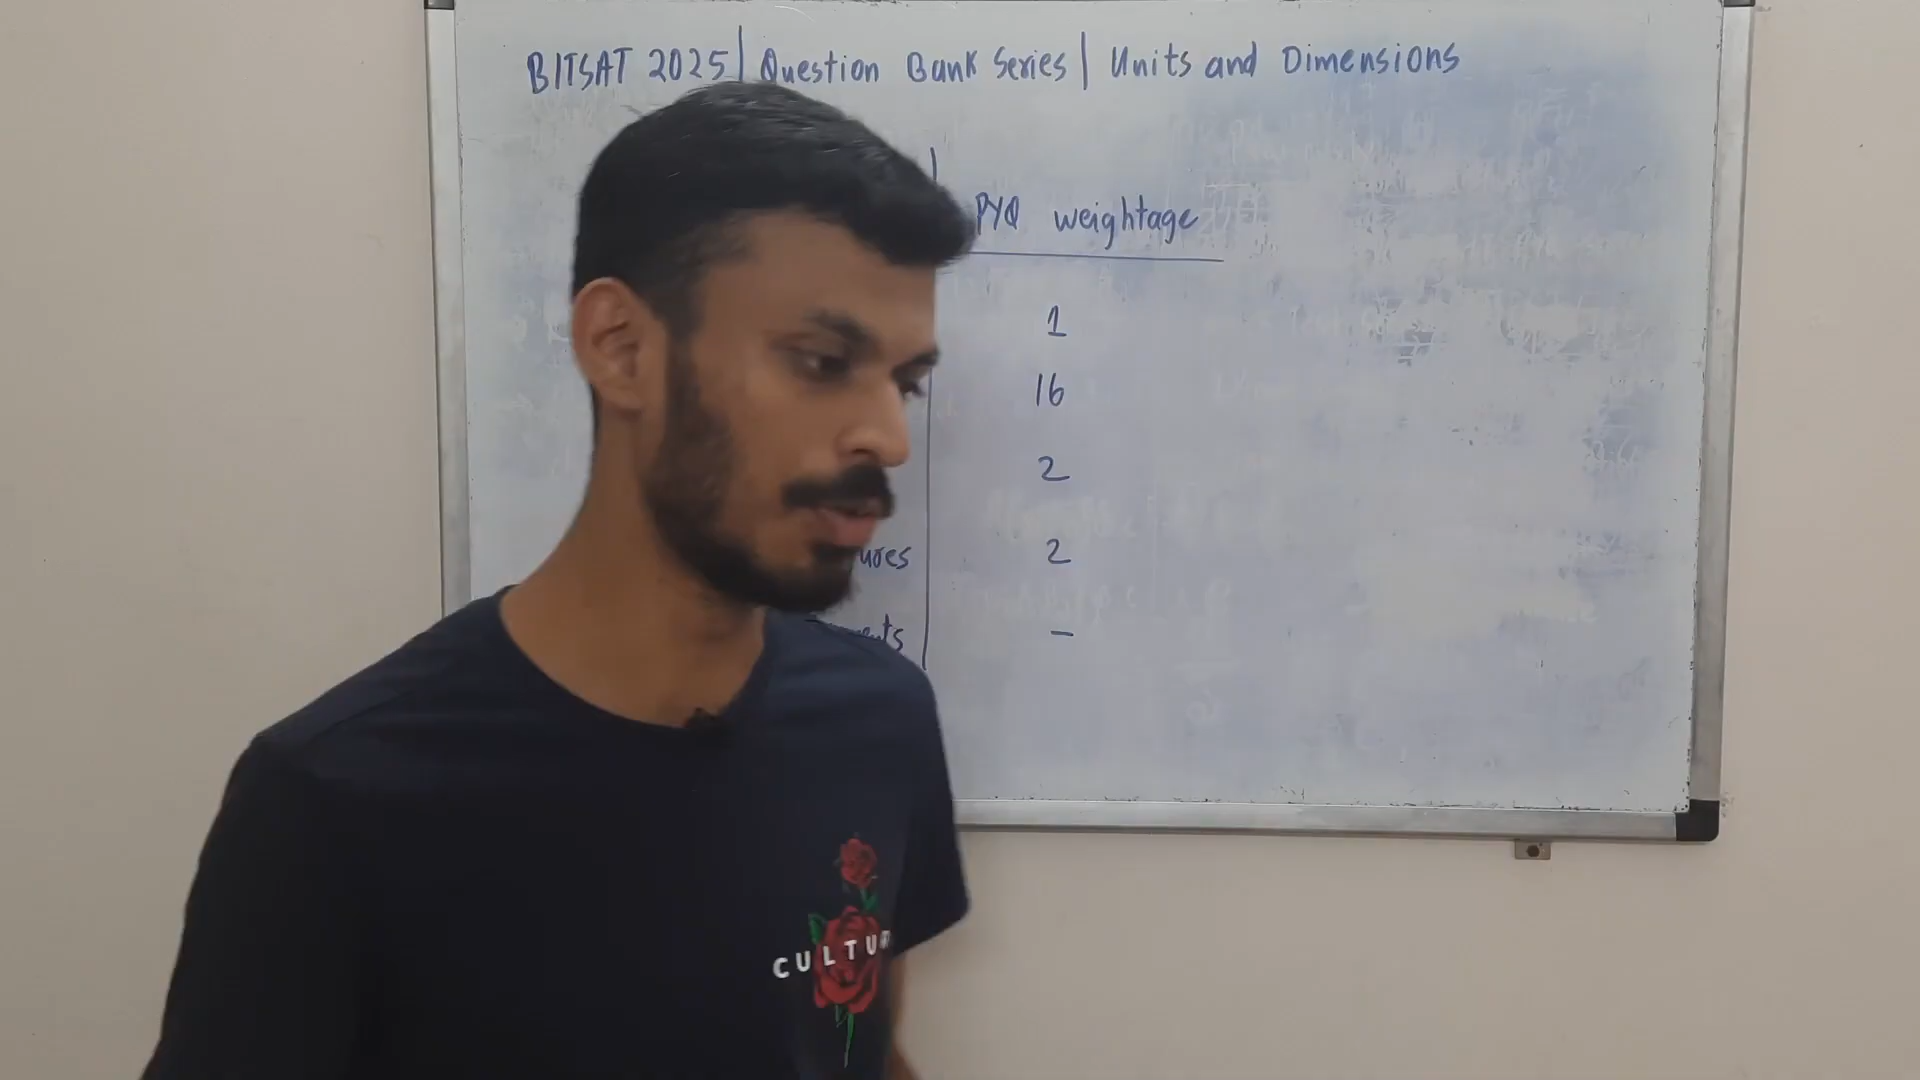 BITSAT 2025| Question Bank Series| Units and Dimensions
PYQ weightage
1
16
2
2
-
CULTU